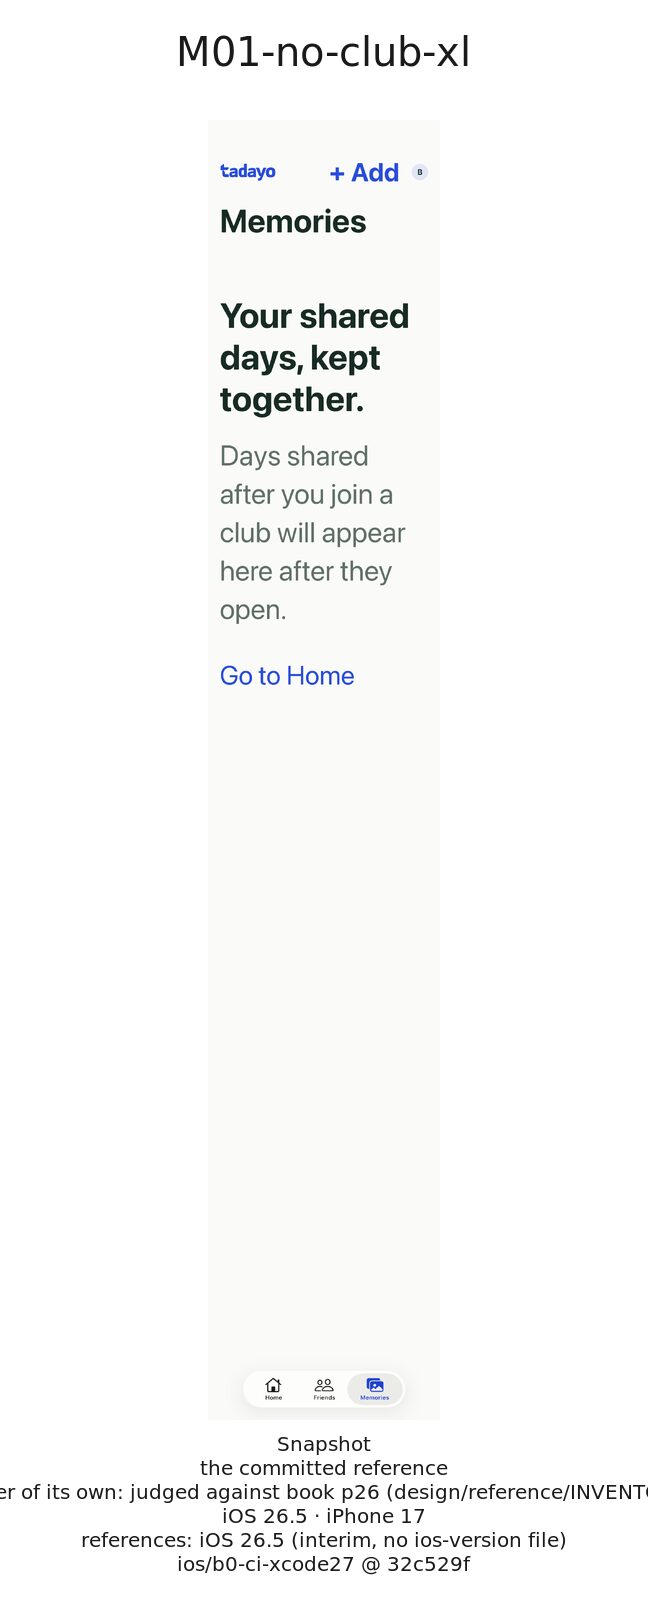 M01-no-club-xl
tadayo
+ Add
B
Memories
Your shared
days, kept
together.
Days shared
after you join a
club will appear
here after they
open.
Go to Home
Home
Friends
Memories
Snapshot
the committed reference
er of its own: judged against book p26 (design/reference/INVENT
iOS 26.5 · iPhone 17
references: iOS 26.5 (interim, no ios-version file)
ios/b0-ci-xcode27 @ 32c529f